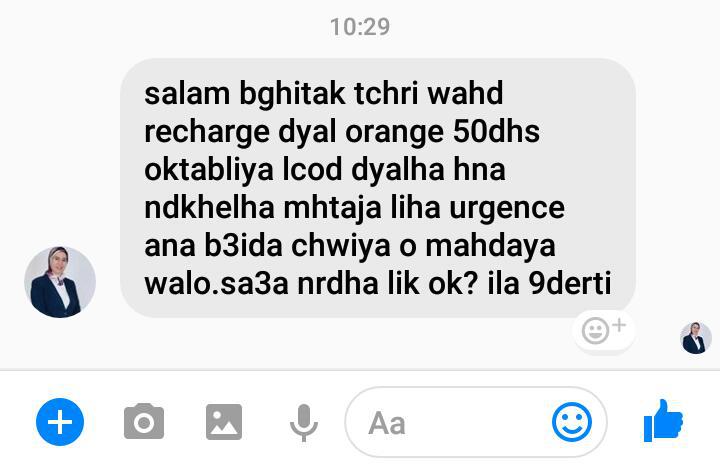 10:29
salam bghitak tchri wahd
recharge dyal orange 50dhs
oktabliya lcod dyalha hna
ndkhelha mhtaja liha urgence
ana b3ida chwiya o mahdaya
walo.sa3a nrdha lik ok? ila 9derti
Aa